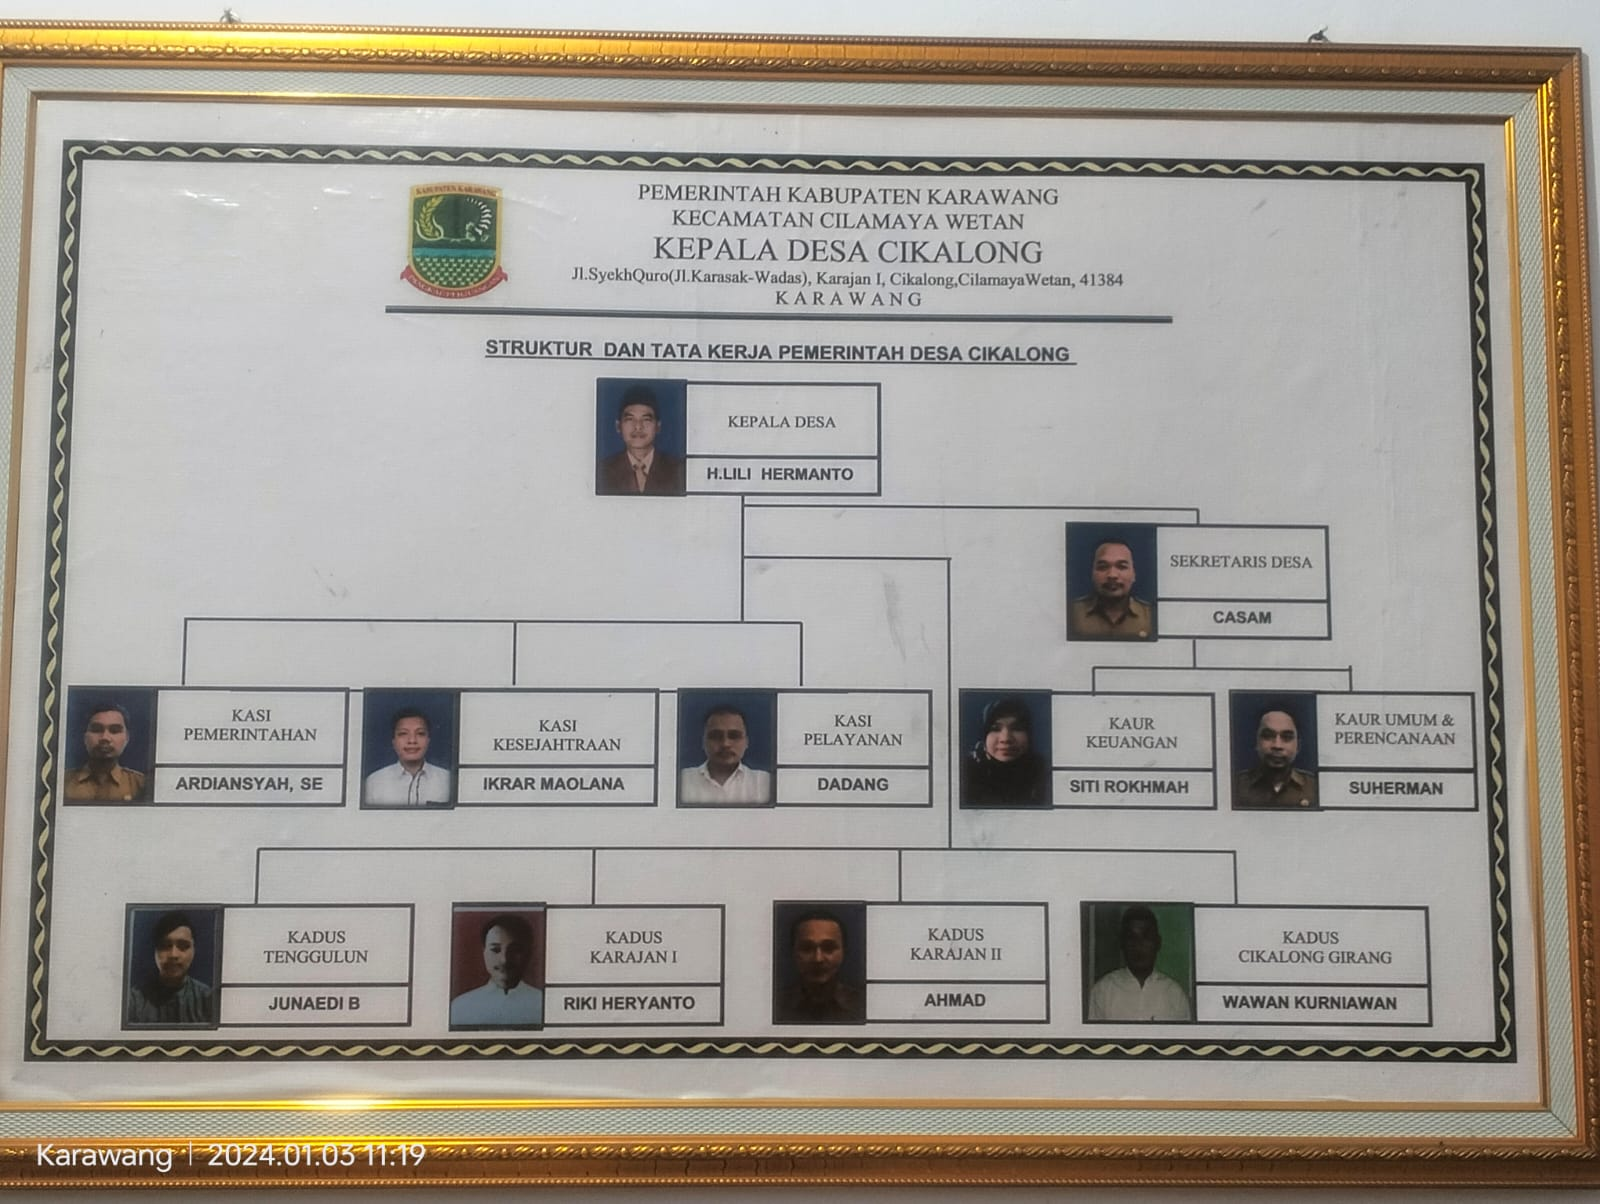 KABUPATEN KARAWANG
PEMERINTAH KABUPATEN KARAWANG
KECAMATAN CILAMAYA WETAN
KEPALA DESA CIKALONG
Jl.SyekhQuro(Jl.Karasak-Wadas), Karajan I, Cikalong,CilamayaWetan, 41384
KARAWANG
STRUKTUR DAN TATA KERJA PEMERINTAH DESA CIKALONG
KEPALA DESA
H.LILI HERMANTO
SEKRETARIS DESA
CASAM
KASI
PEMERINTAHAN
ARDIANSYAH, SE
KASI
KESEJAHTRAAN
IKRAR MAOLANA
KASI
PELAYANAN
DADANG
KAUR
KEUANGAN
SITI ROKHMAH
KAUR UMUM &
PERENCANAAN
SUHERMAN
KADUS
TENGGULUN
JUNAEDI B
KADUS
KARAJAN I
RIKI HERYANTO
KADUS
KARAJAN II
AHMAD
KADUS
CIKALONG GIRANG
WAWAN KURNIAWAN
Karawang | 2024.01.03 11:19